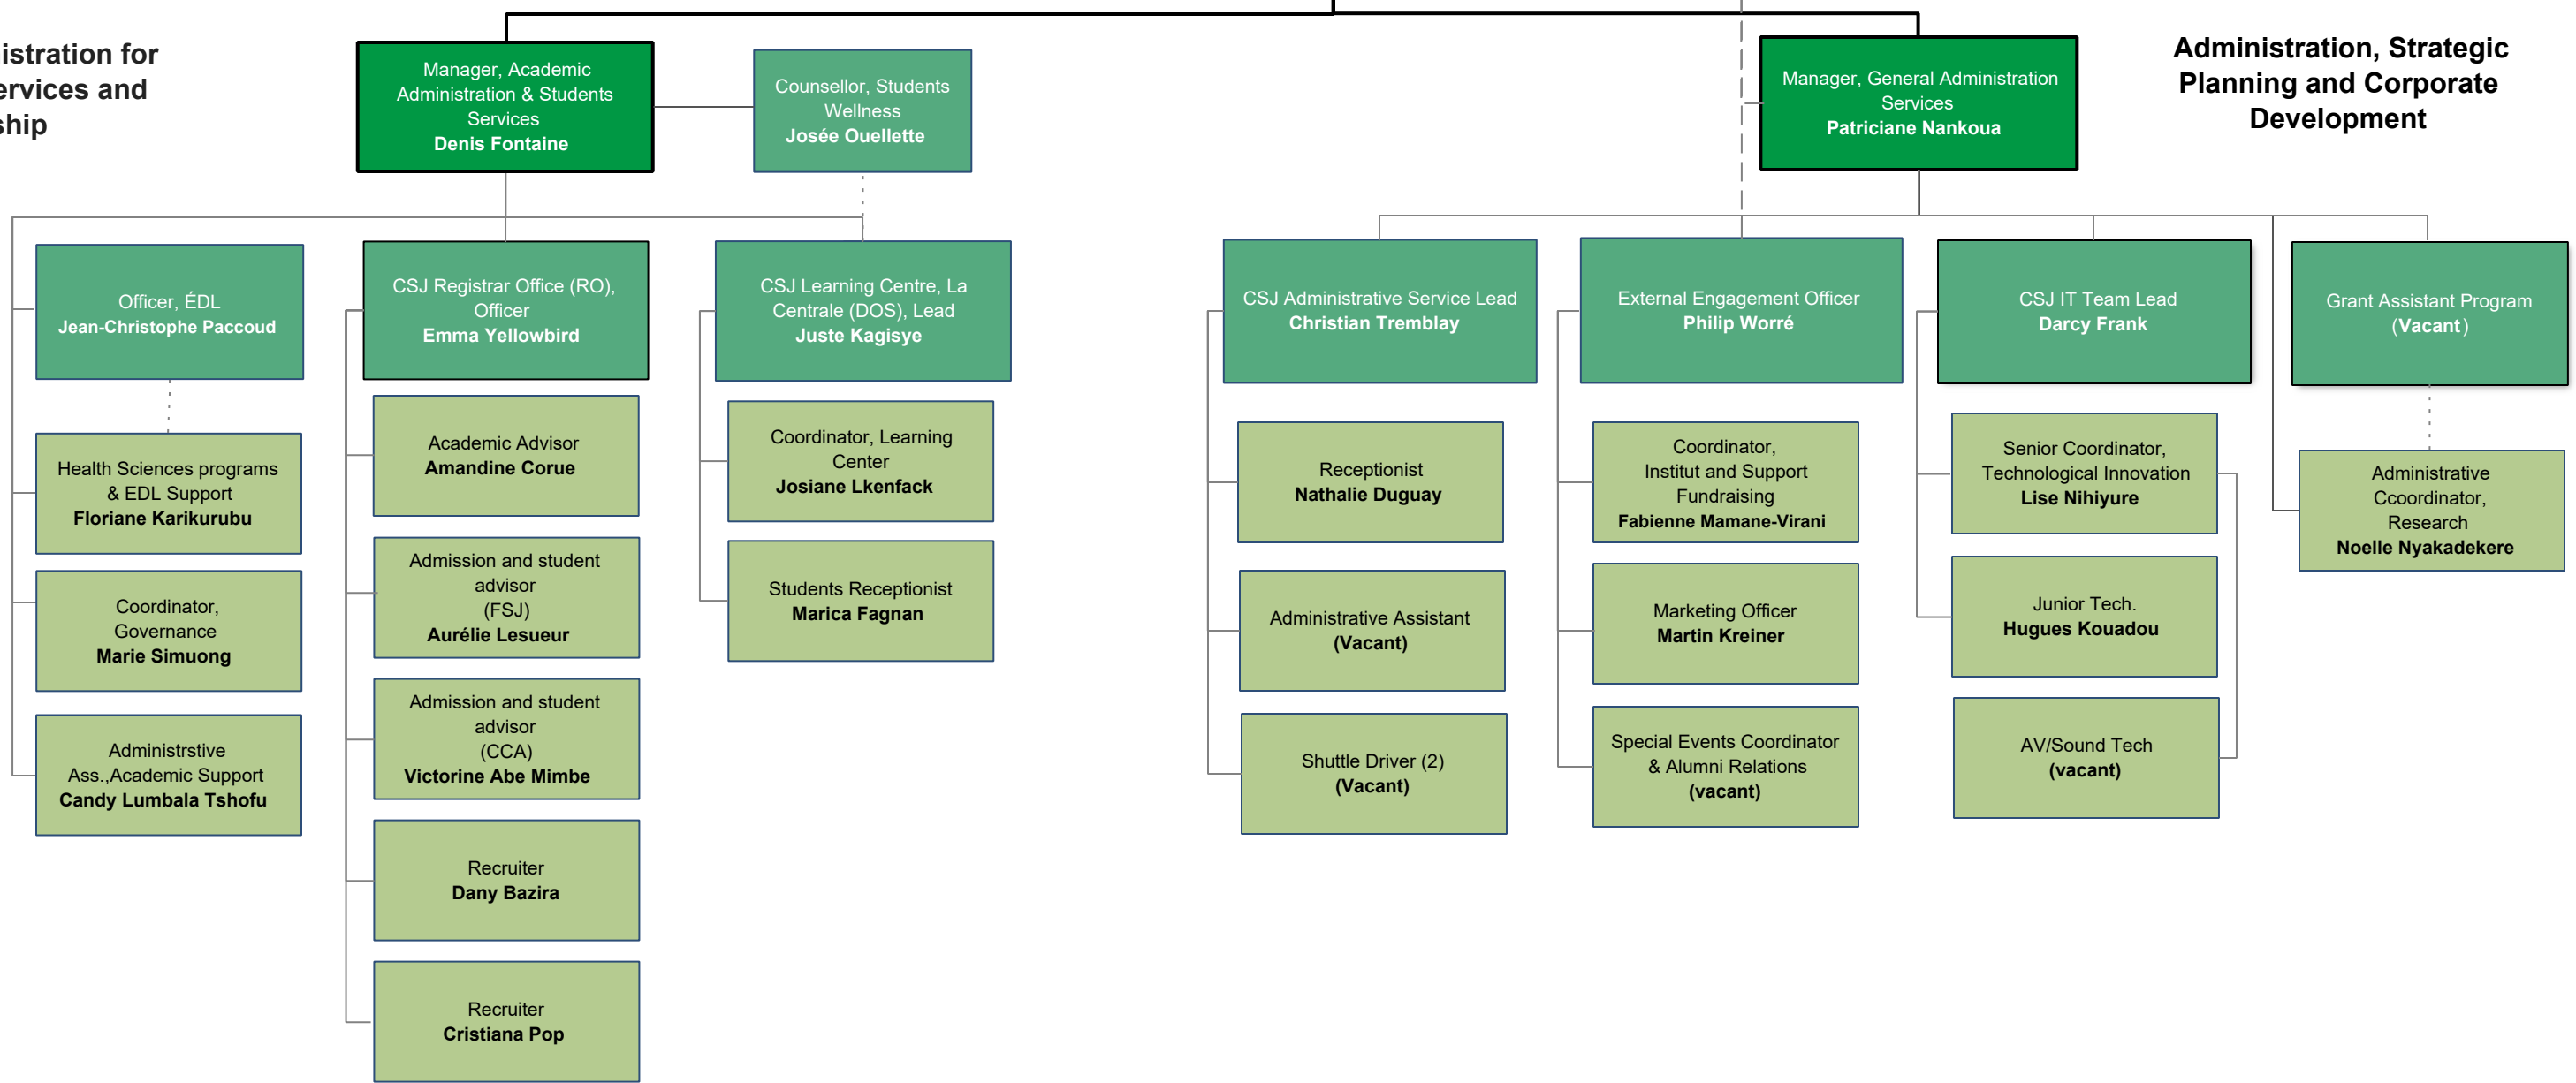 istration for
ervices and
ship
Manager, Academic
Administration & Students
Services
Denis Fontaine
Counsellor, Students
Wellness
Josée Ouellette
Manager, General Administration
Services
Patriciane Nankoua
Administration, Strategic
Planning and Corporate
Development
Officer, ÉDL
Jean-Christophe Paccoud
Health Sciences programs
& EDL Support
Floriane Karikurubu
Coordinator,
Governance
Marie Simuong
Administrstive
Ass.,Academic Support
Candy Lumbala Tshofu
CSJ Registrar Office (RO),
Officer
Emma Yellowbird
Academic Advisor
Amandine Corue
Admission and student
advisor
(FSJ)
Aurélie Lesueur
Admission and student
advisor
(CCA)
Victorine Abe Mimbe
Recruiter
Dany Bazira
Recruiter
Cristiana Pop
CSJ Learning Centre, La
Centrale (DOS), Lead
Juste Kagisye
Coordinator, Learning
Center
Josiane Lkenfack
Students Receptionist
Marica Fagnan
CSJ Administrative Service Lead
Christian Tremblay
Receptionist
Nathalie Duguay
Administrative Assistant
(Vacant)
Shuttle Driver (2)
(Vacant)
External Engagement Officer
Philip Worré
Coordinator,
Institut and Support
Fundraising
Fabienne Mamane-Virani
Marketing Officer
Martin Kreiner
Special Events Coordinator
& Alumni Relations
(vacant)
CSJ IT Team Lead
Darcy Frank
Senior Coordinator,
Technological Innovation
Lise Nihiyure
Junior Tech.
Hugues Kouadou
AV/Sound Tech
(vacant)
Grant Assistant Program
(Vacant)
Administrative
Ccoordinator,
Research
Noelle Nyakadekere